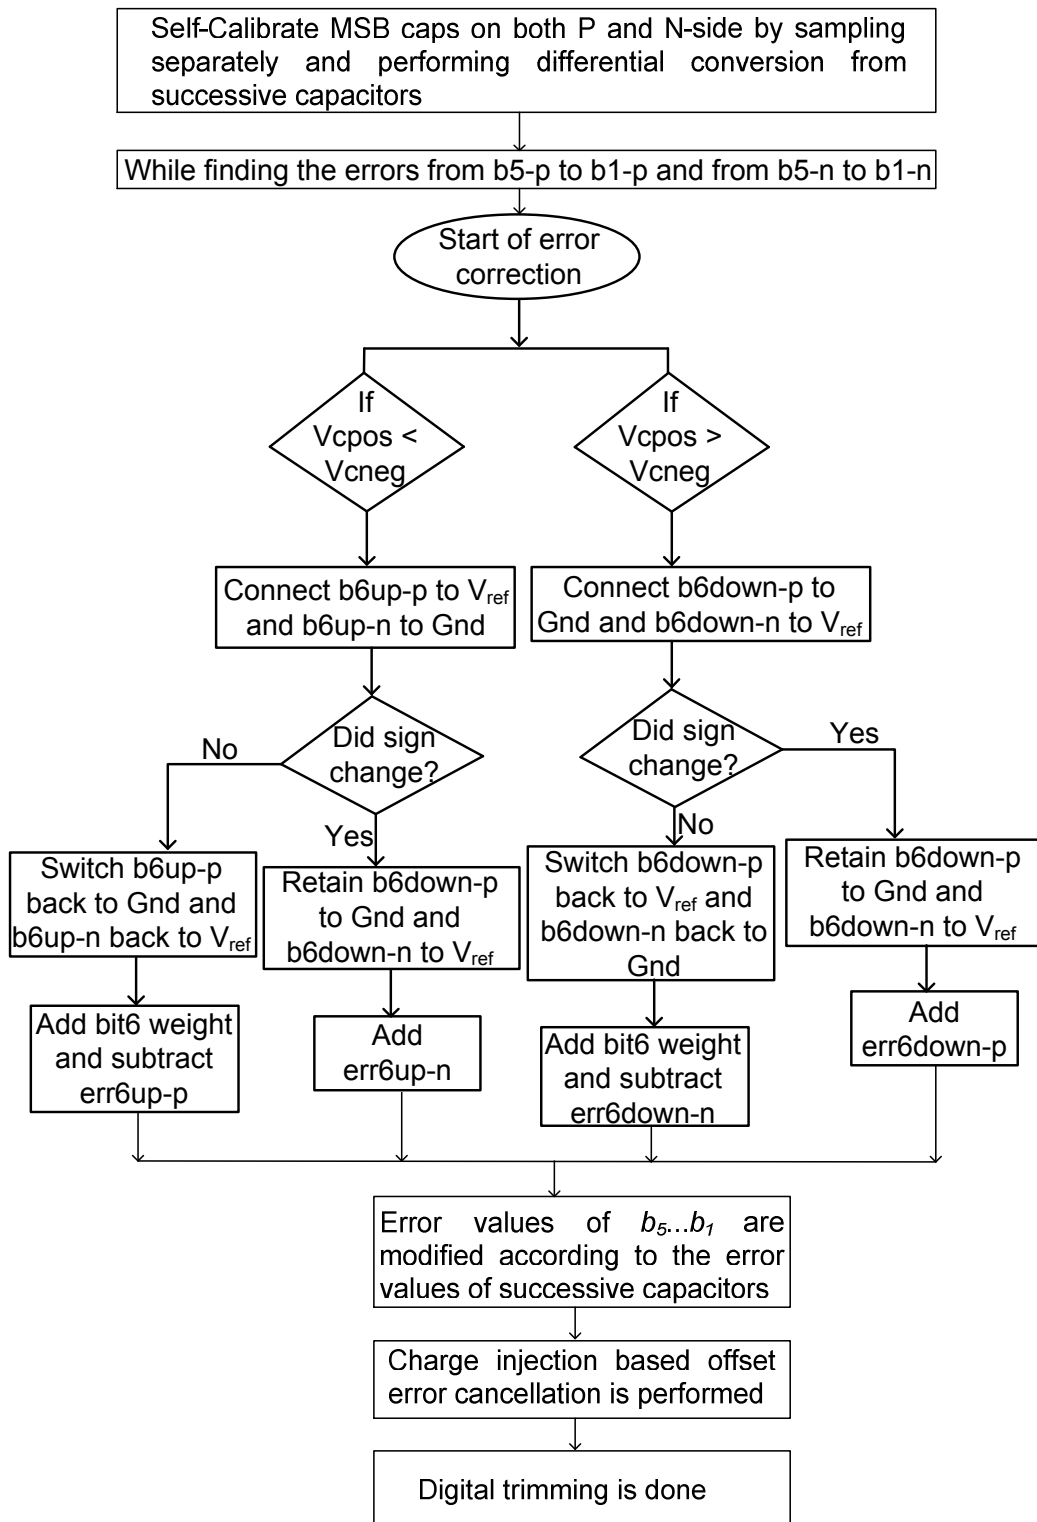 Self-Calibrate MSB caps on both P and N-side by sampling
separately and performing differential conversion from
successive capacitors
While finding the errors from b5-p to b1-p and from b5-n to b1-n
Start of error
correction
If
Vcpos <
Vcneg
If
Vcpos >
Vcneg
Connect b6up-p to Vref
and b6up-n to Gnd
Connect b6down-p to
Gnd and b6down-n to Vref
Did sign
change?
No
Yes
Did sign
change?
Yes
No
Switch b6up-p
back to Gnd and
b6up-n back to Vref
Retain b6down-p
to Gnd and
b6down-n to Vref
Switch b6down-p
back to Vref and
b6down-n back to
Gnd
Retain b6down-p
to Gnd and
b6down-n to Vref
Add bit6 weight
and subtract
err6up-p
Add
err6up-n
Add bit6 weight
and subtract
err6down-n
Add
err6down-p
Error values of b5...b1 are
modified according to the error
values of successive capacitors
Charge injection based offset
error cancellation is performed
Digital trimming is done